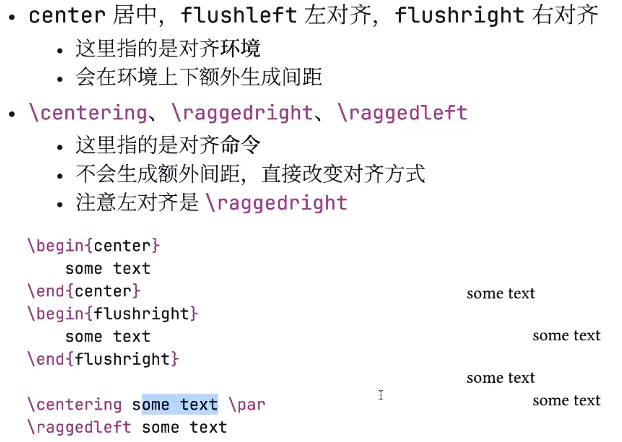 • center 居中，flushleft 左对齐，flushright 右对齐
• 这里指的是对齐环境
• 会在环境上下额外生成间距
• \centering、\raggedright、\raggedleft
• 这里指的是对齐命令
• 不会生成额外间距，直接改变对齐方式
• 注意左对齐是 \raggedright
\begin{center}
some text
\end{center}
\begin{flushright}
some text
\end{flushright}
\centering some text \par
\raggedleft some text
some text
some text
some text
some text